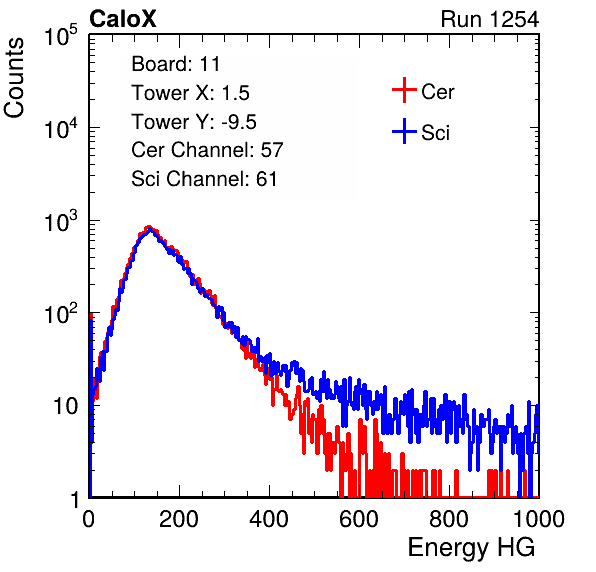 CaloX Run 1254
Counts
10^5
10^4
10^3
10^2
10
1
Board: 11
Tower X: 1.5
Tower Y: -9.5
Cer Channel: 57
Sci Channel: 61
Cer
Sci
0 200 400 600 800 1000
Energy HG